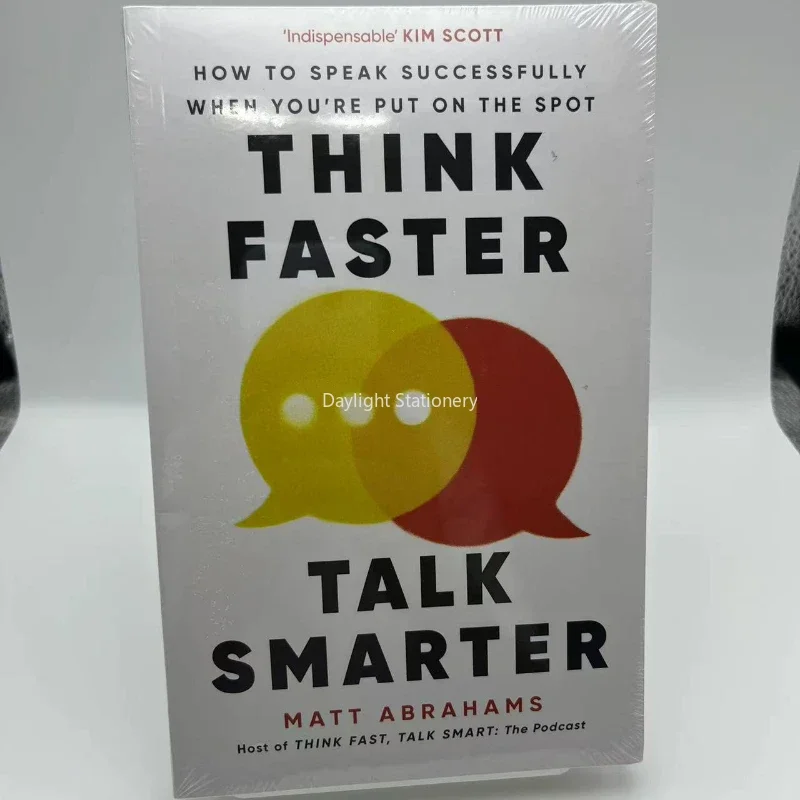 'Indispensable' KIM SCOTT
HOW TO SPEAK SUCCESSFULLY
WHEN YOU'RE PUT ON THE SPOT
THINK
FASTER
Daylight Stationery
TALK
SMARTER
MATT ABRAHAMS
Host of THINK FAST, TALK SMART: The Podcast